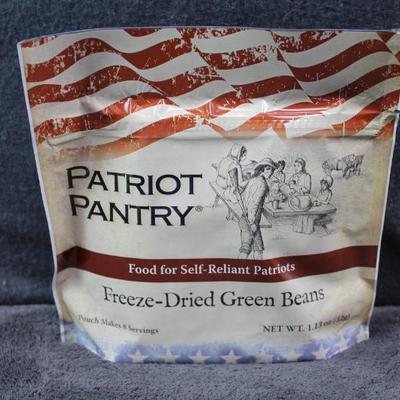 PATRIOT
PANTRY®
Food for Self-Reliant Patriots
Freeze-Dried Green Beans
Pouch Makes 8 Servings
NET WT. 1.13 oz (32g)